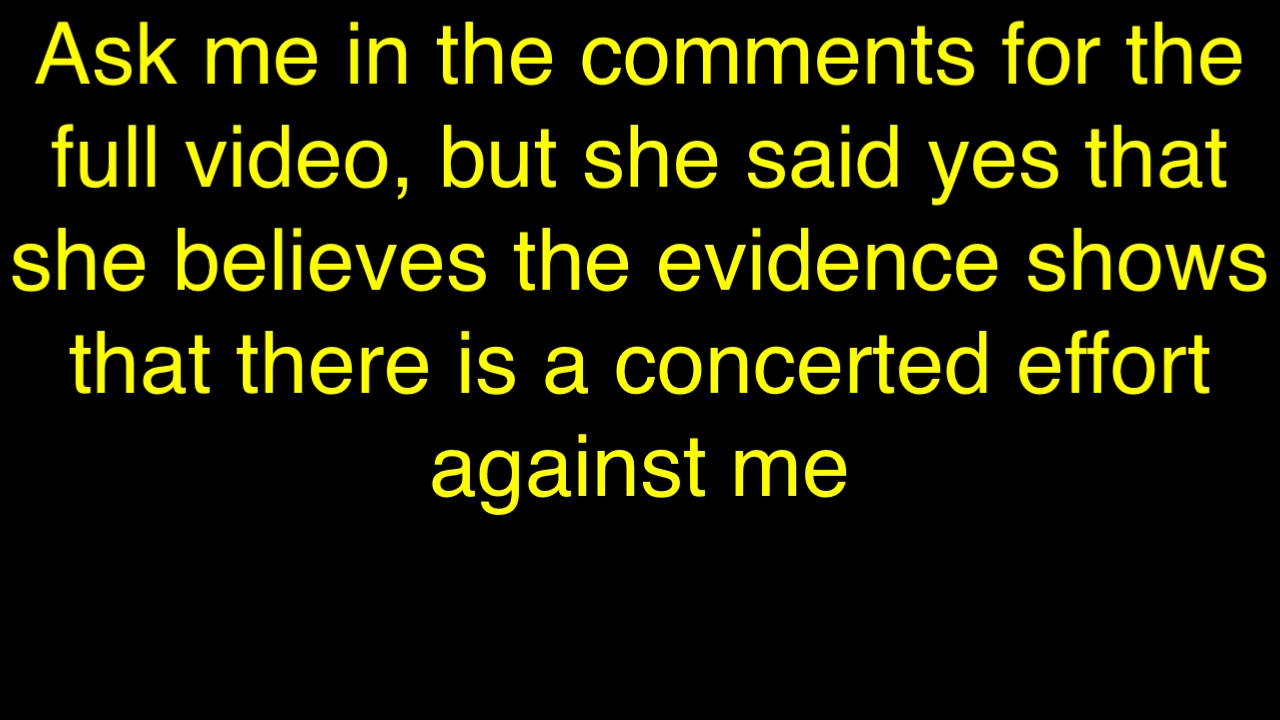 Ask me in the comments for the
full video, but she said yes that
she believes the evidence shows
that there is a concerted effort
against me